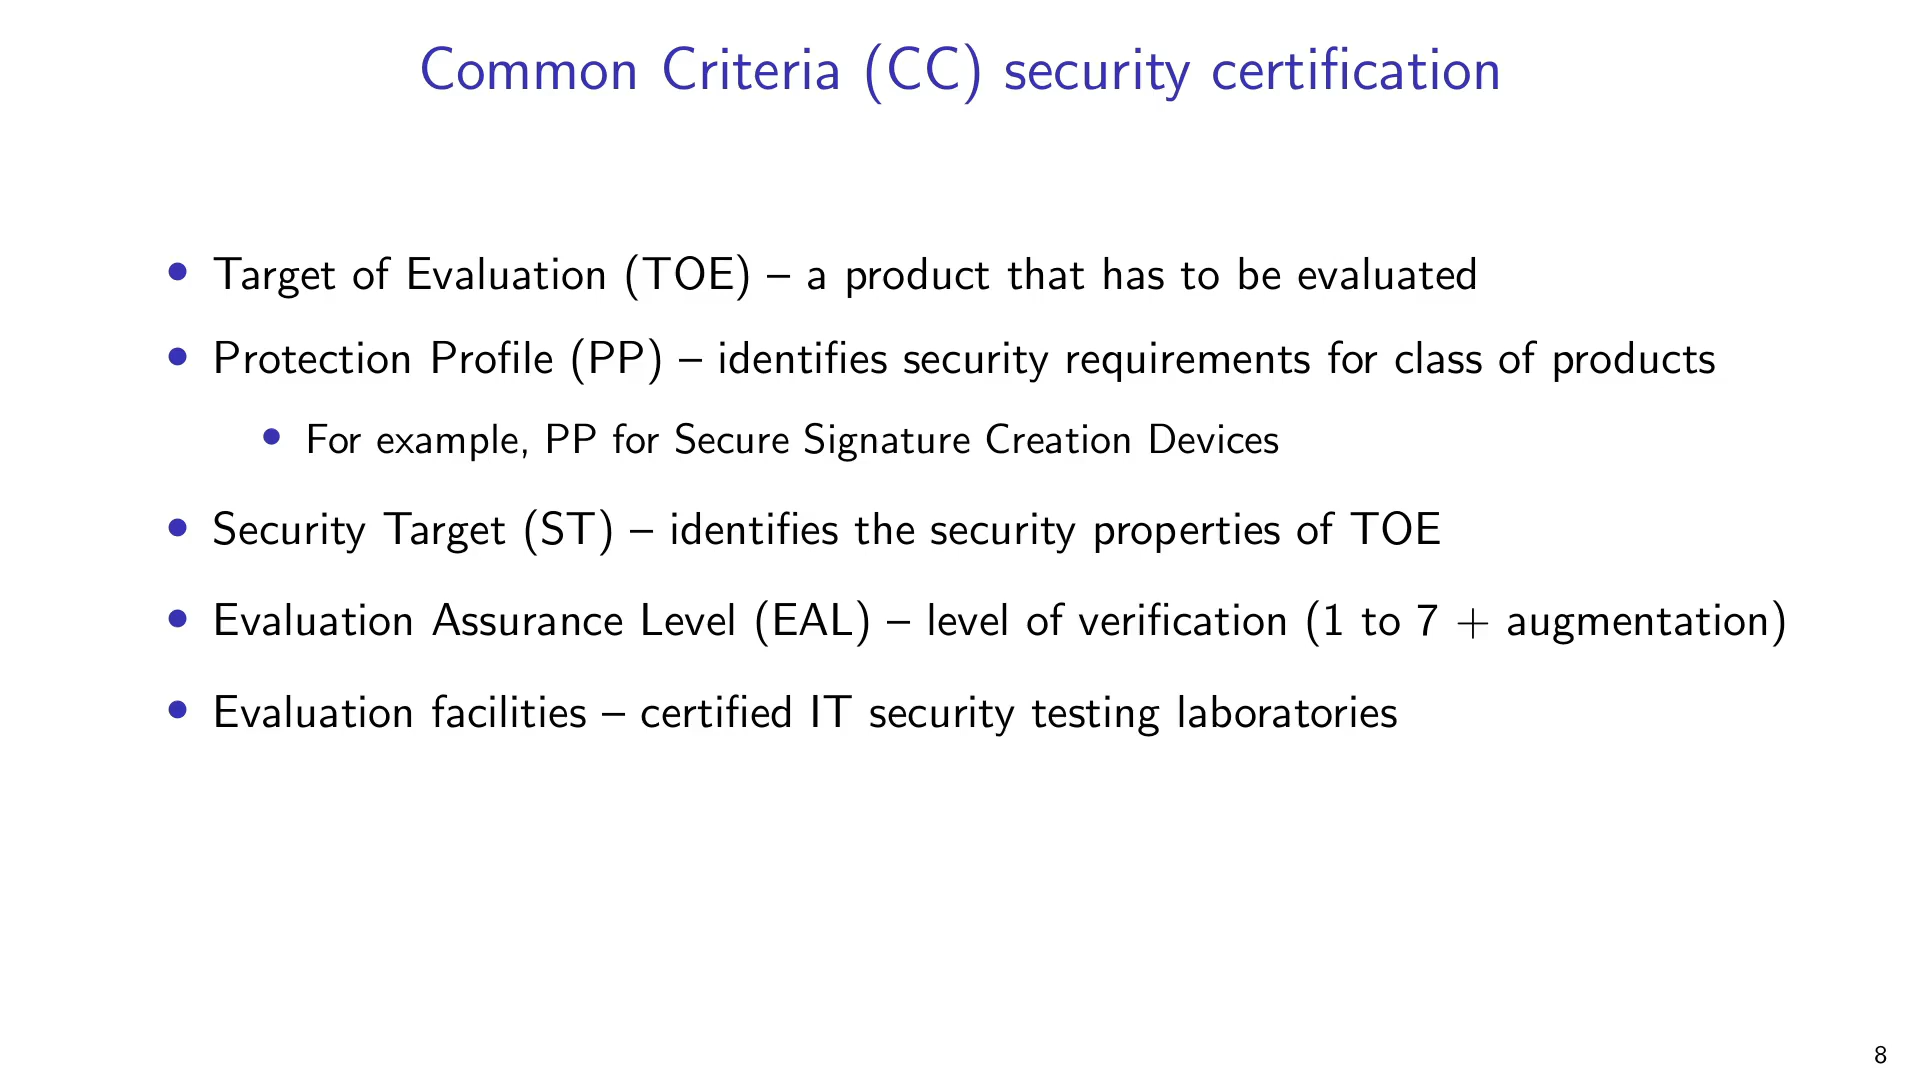 Common Criteria (CC) security certification
• Target of Evaluation (TOE) – a product that has to be evaluated
• Protection Profile (PP) – identifies security requirements for class of products
• For example, PP for Secure Signature Creation Devices
• Security Target (ST) – identifies the security properties of TOE
• Evaluation Assurance Level (EAL) – level of verification (1 to 7 + augmentation)
• Evaluation facilities – certified IT security testing laboratories
8